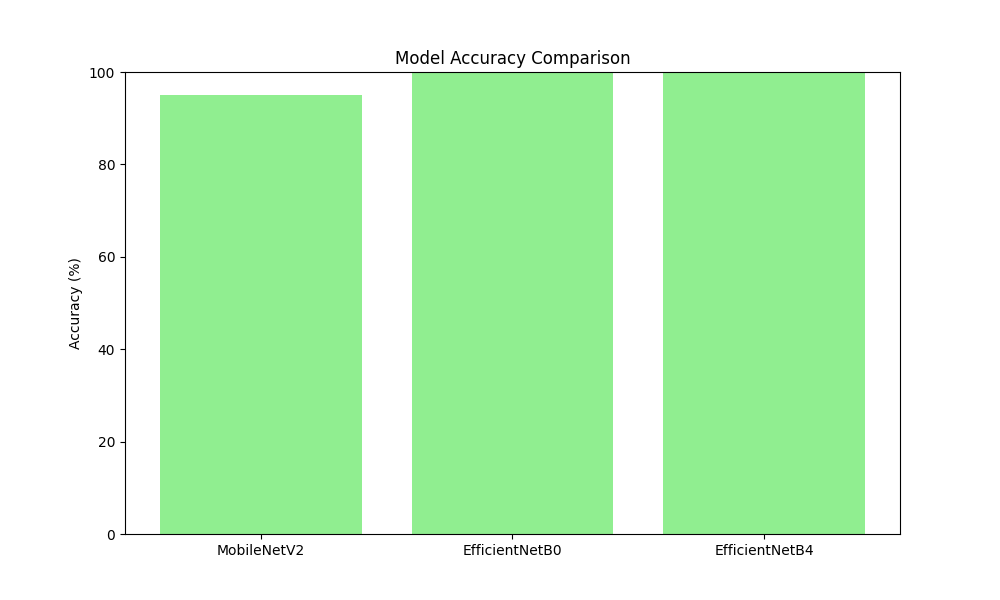 Model Accuracy Comparison
100
80
60
40
20
0
Accuracy (%)
MobileNetV2
EfficientNetB0
EfficientNetB4